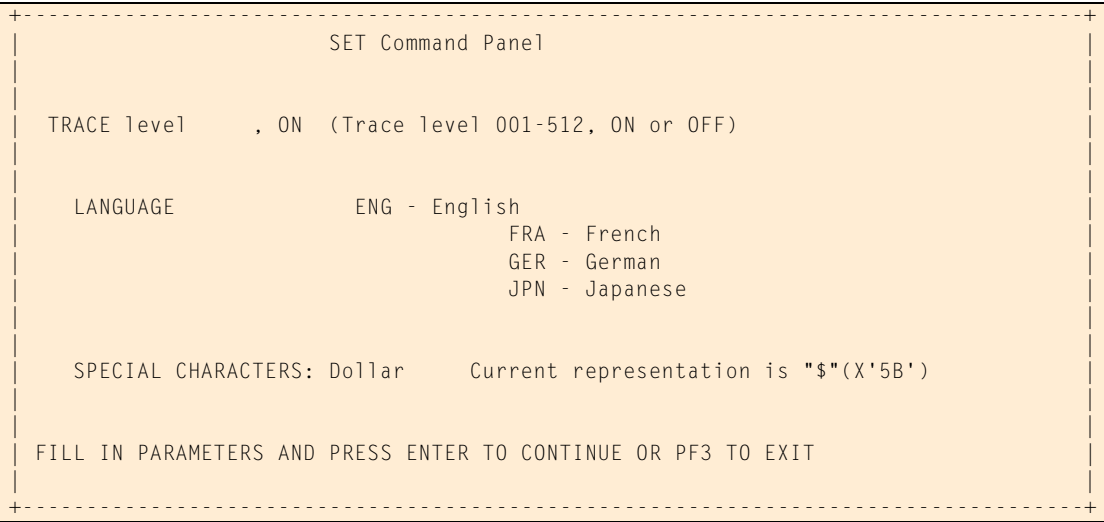 SET Command Panel
TRACE level , ON (Trace level 001-512, ON or OFF)
LANGUAGE ENG - English
FRA - French
GER - German
JPN - Japanese
SPECIAL CHARACTERS: Dollar Current representation is "$"(X'5B')
FILL IN PARAMETERS AND PRESS ENTER TO CONTINUE OR PF3 TO EXIT